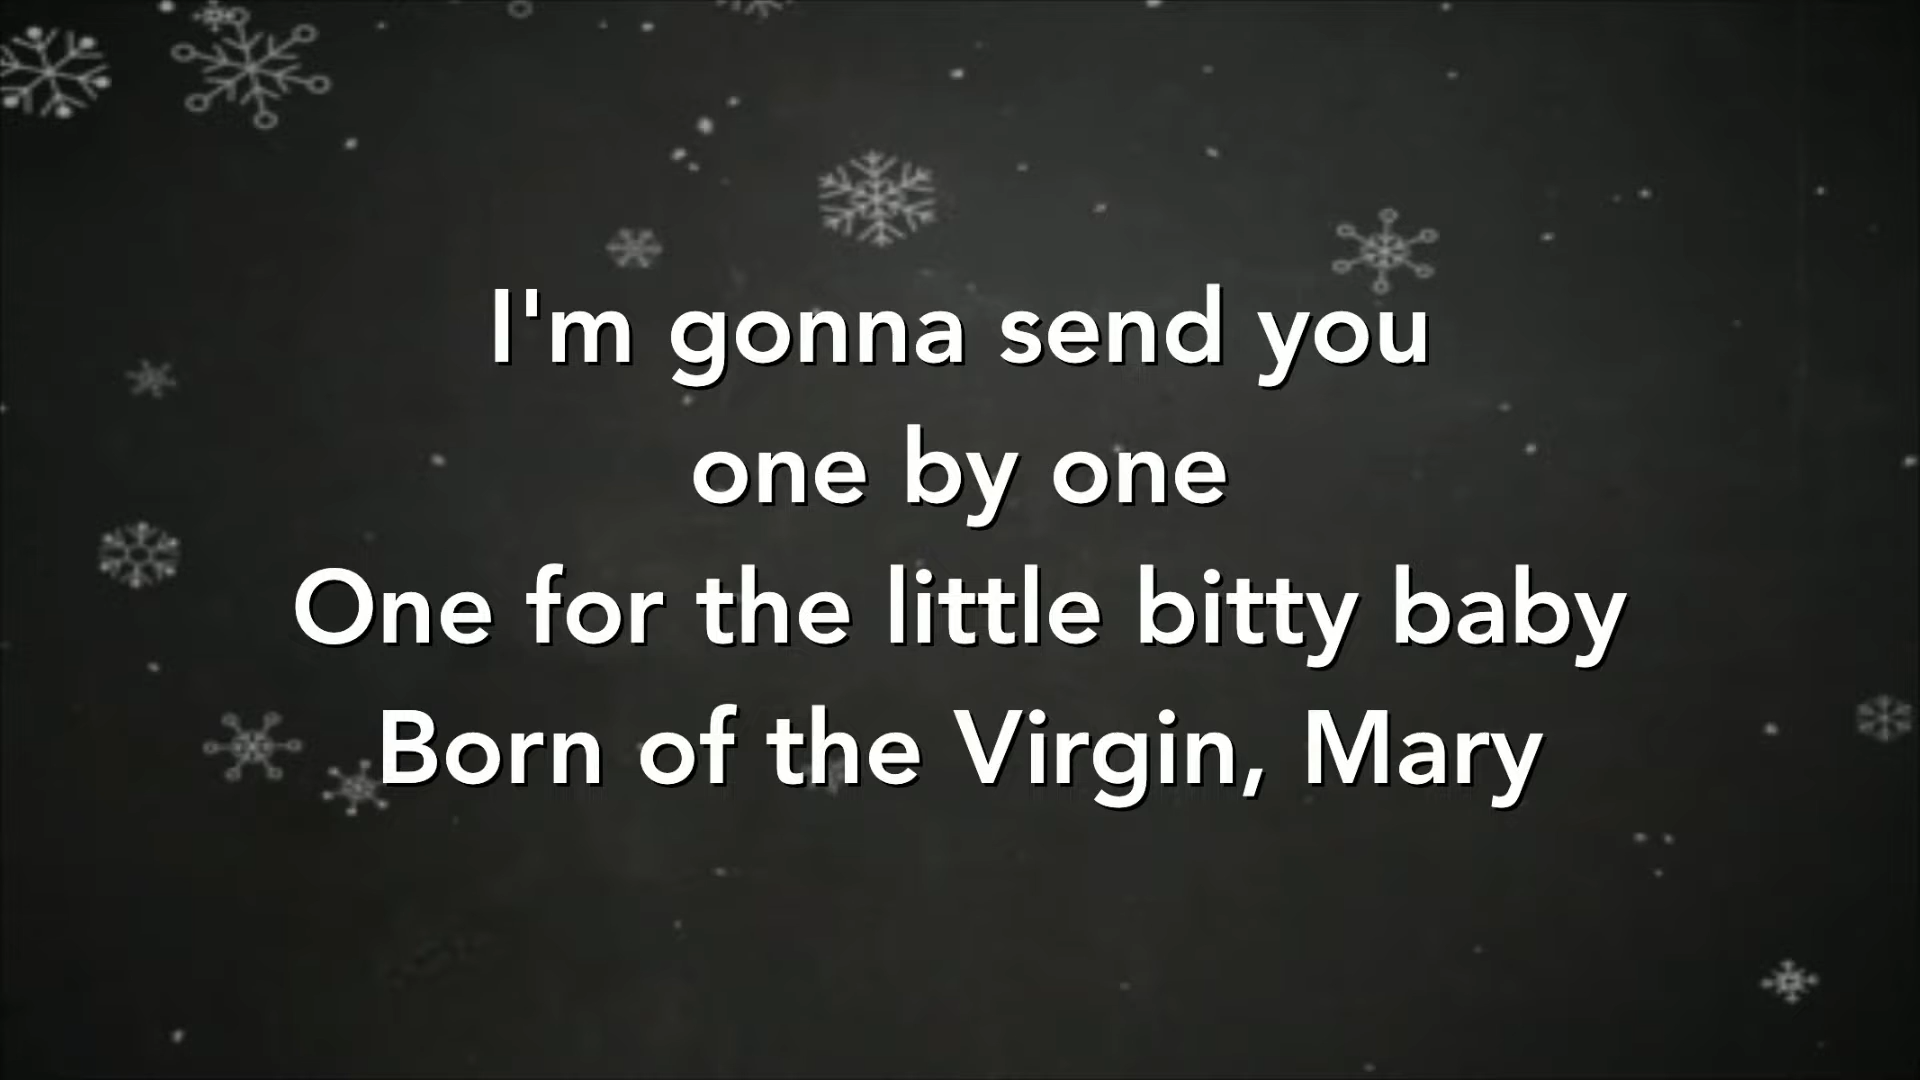 I'm gonna send you
one by one
One for the little bitty baby
Born of the Virgin, Mary